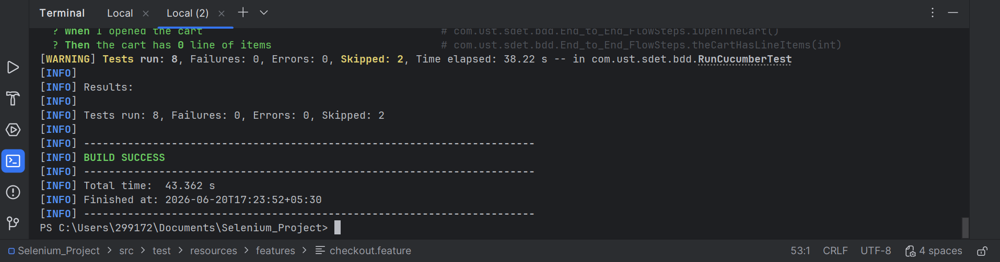 Terminal Local Local (2)
? When I opened the cart # com.ust.sdet.bdd.End_to_End_FlowSteps.iOpenTheCart()
? Then the cart has 0 line of items # com.ust.sdet.bdd.End_to_End_FlowSteps.theCartHasLineItems(int)
[WARNING] Tests run: 8, Failures: 0, Errors: 0, Skipped: 2, Time elapsed: 38.22 s -- in com.ust.sdet.bdd.RunCucumberTest
[INFO]
[INFO] Results:
[INFO]
[INFO] Tests run: 8, Failures: 0, Errors: 0, Skipped: 2
[INFO]
[INFO] ------------------------------------------------------------------------
[INFO] BUILD SUCCESS
[INFO] ------------------------------------------------------------------------
[INFO] Total time:  43.362 s
[INFO] Finished at: 2026-06-20T17:23:52+05:30
[INFO] ------------------------------------------------------------------------
PS C:\Users\299172\Documents\Selenium_Project>
Selenium_Project > src > test > resources > features > checkout.feature 53:1 CRLF UTF-8 4 spaces